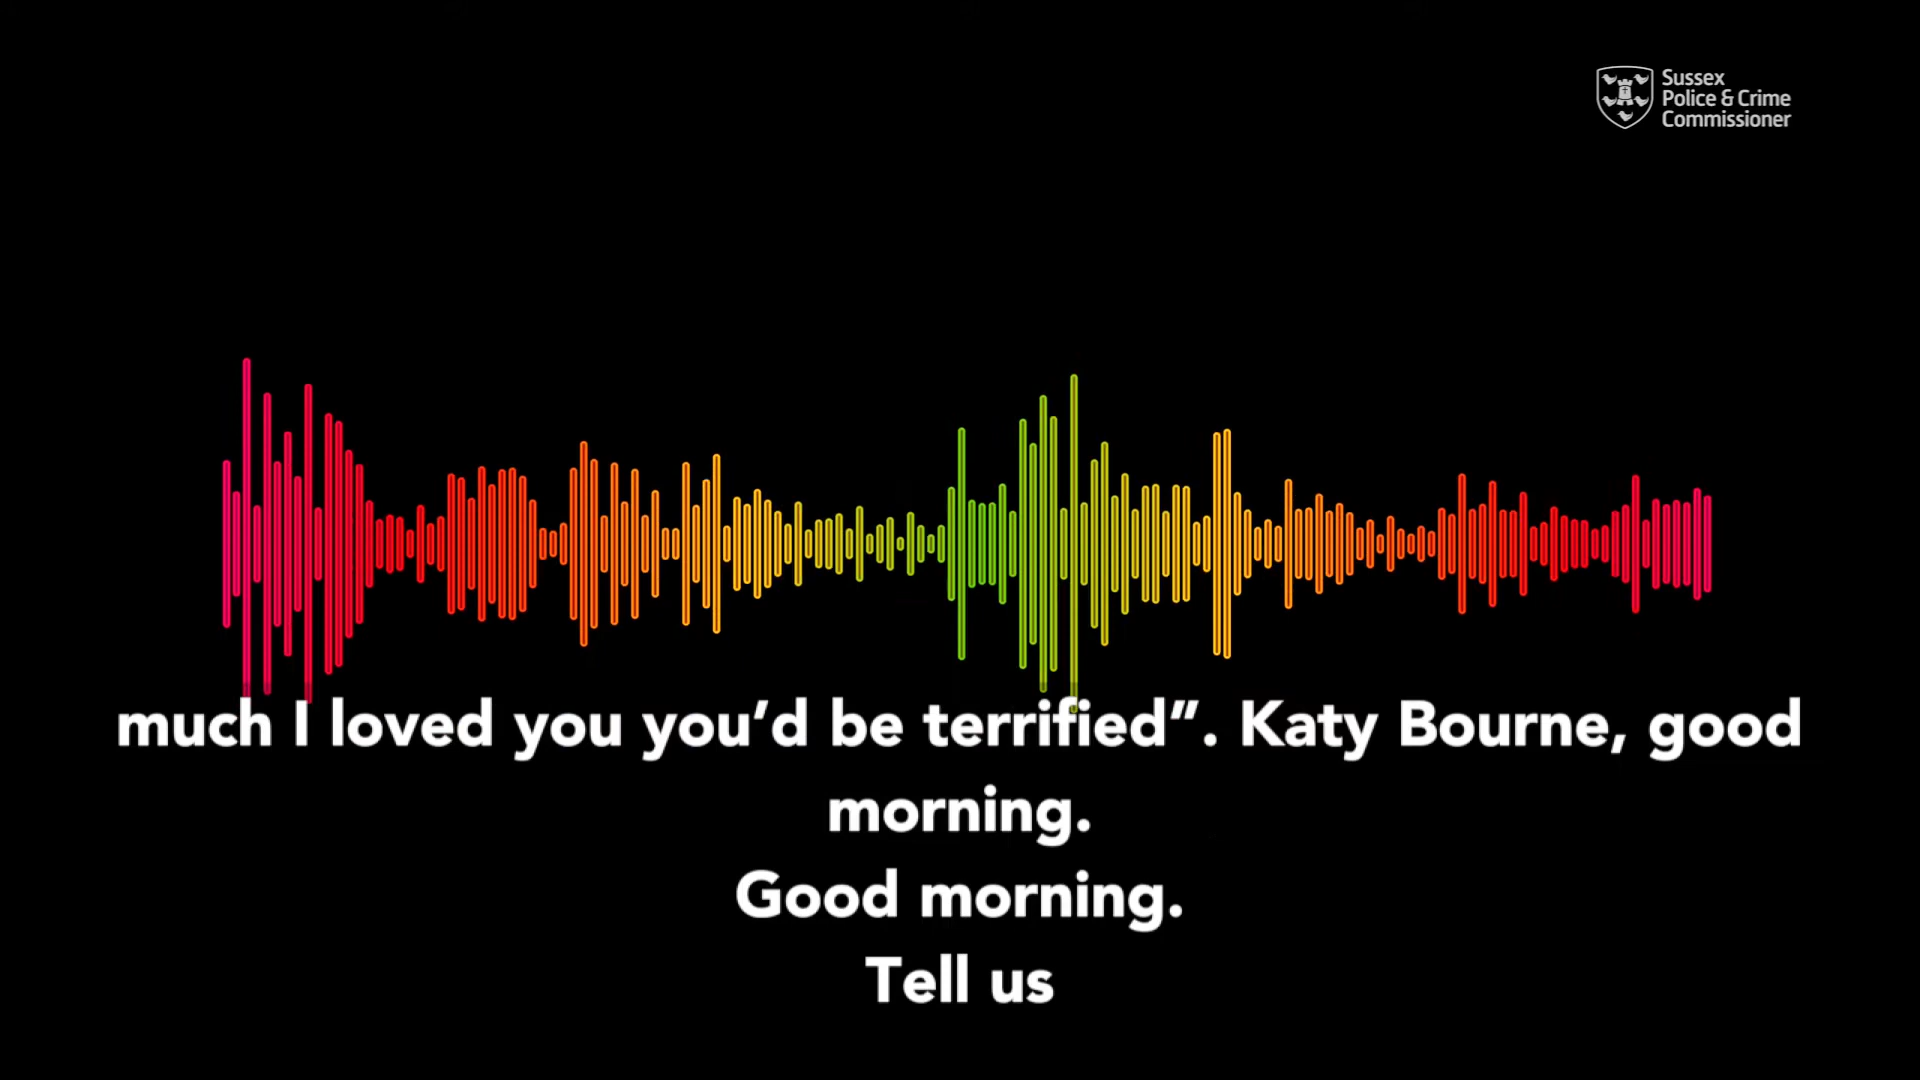 Sussex
Police & Crime
Commissioner
much I loved you you’d be terrified”. Katy Bourne, good
morning.
Good morning.
Tell us